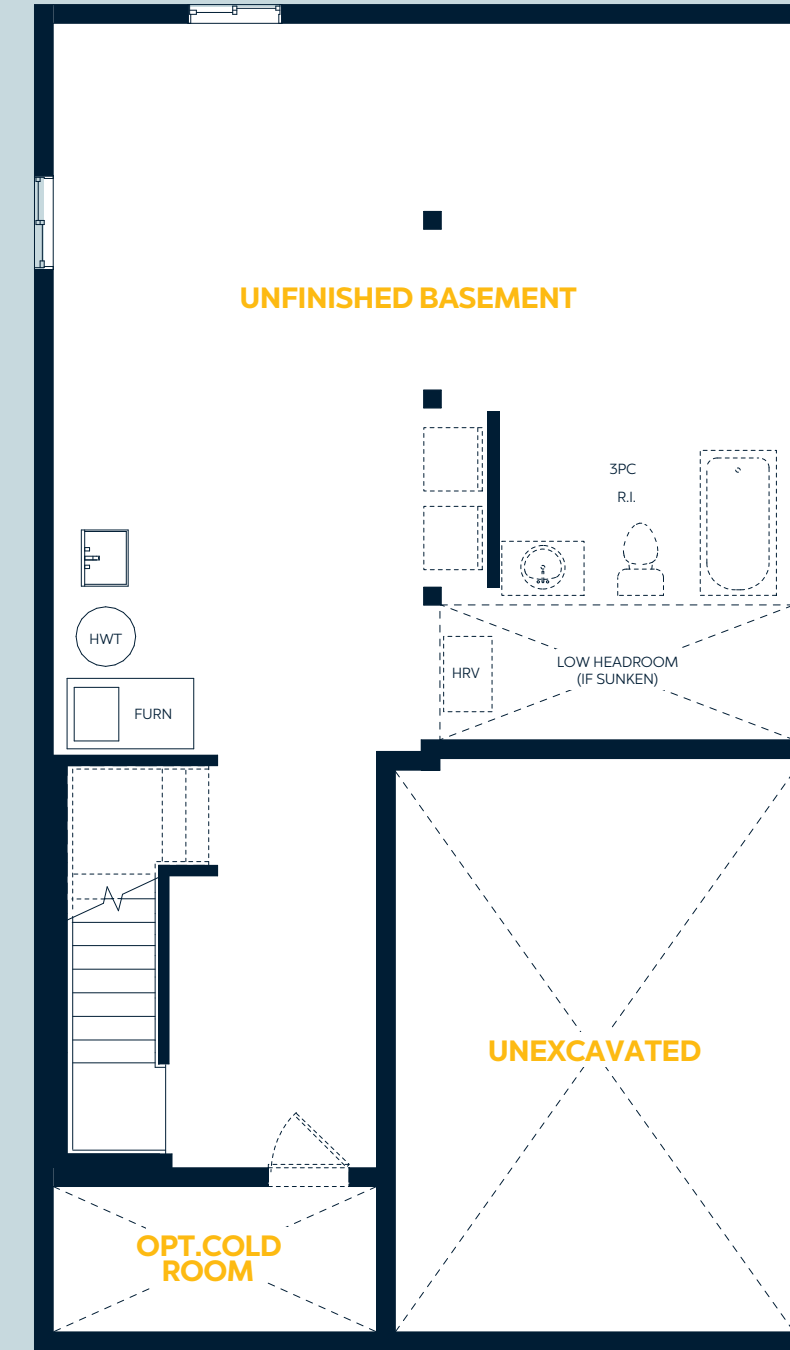 UNFINISHED BASEMENT
3PC
R.I.
HWT
LOW HEADROOM
(IF SUNKEN)
HRV
FURN
UNEXCAVATED
OPT.COLD
ROOM